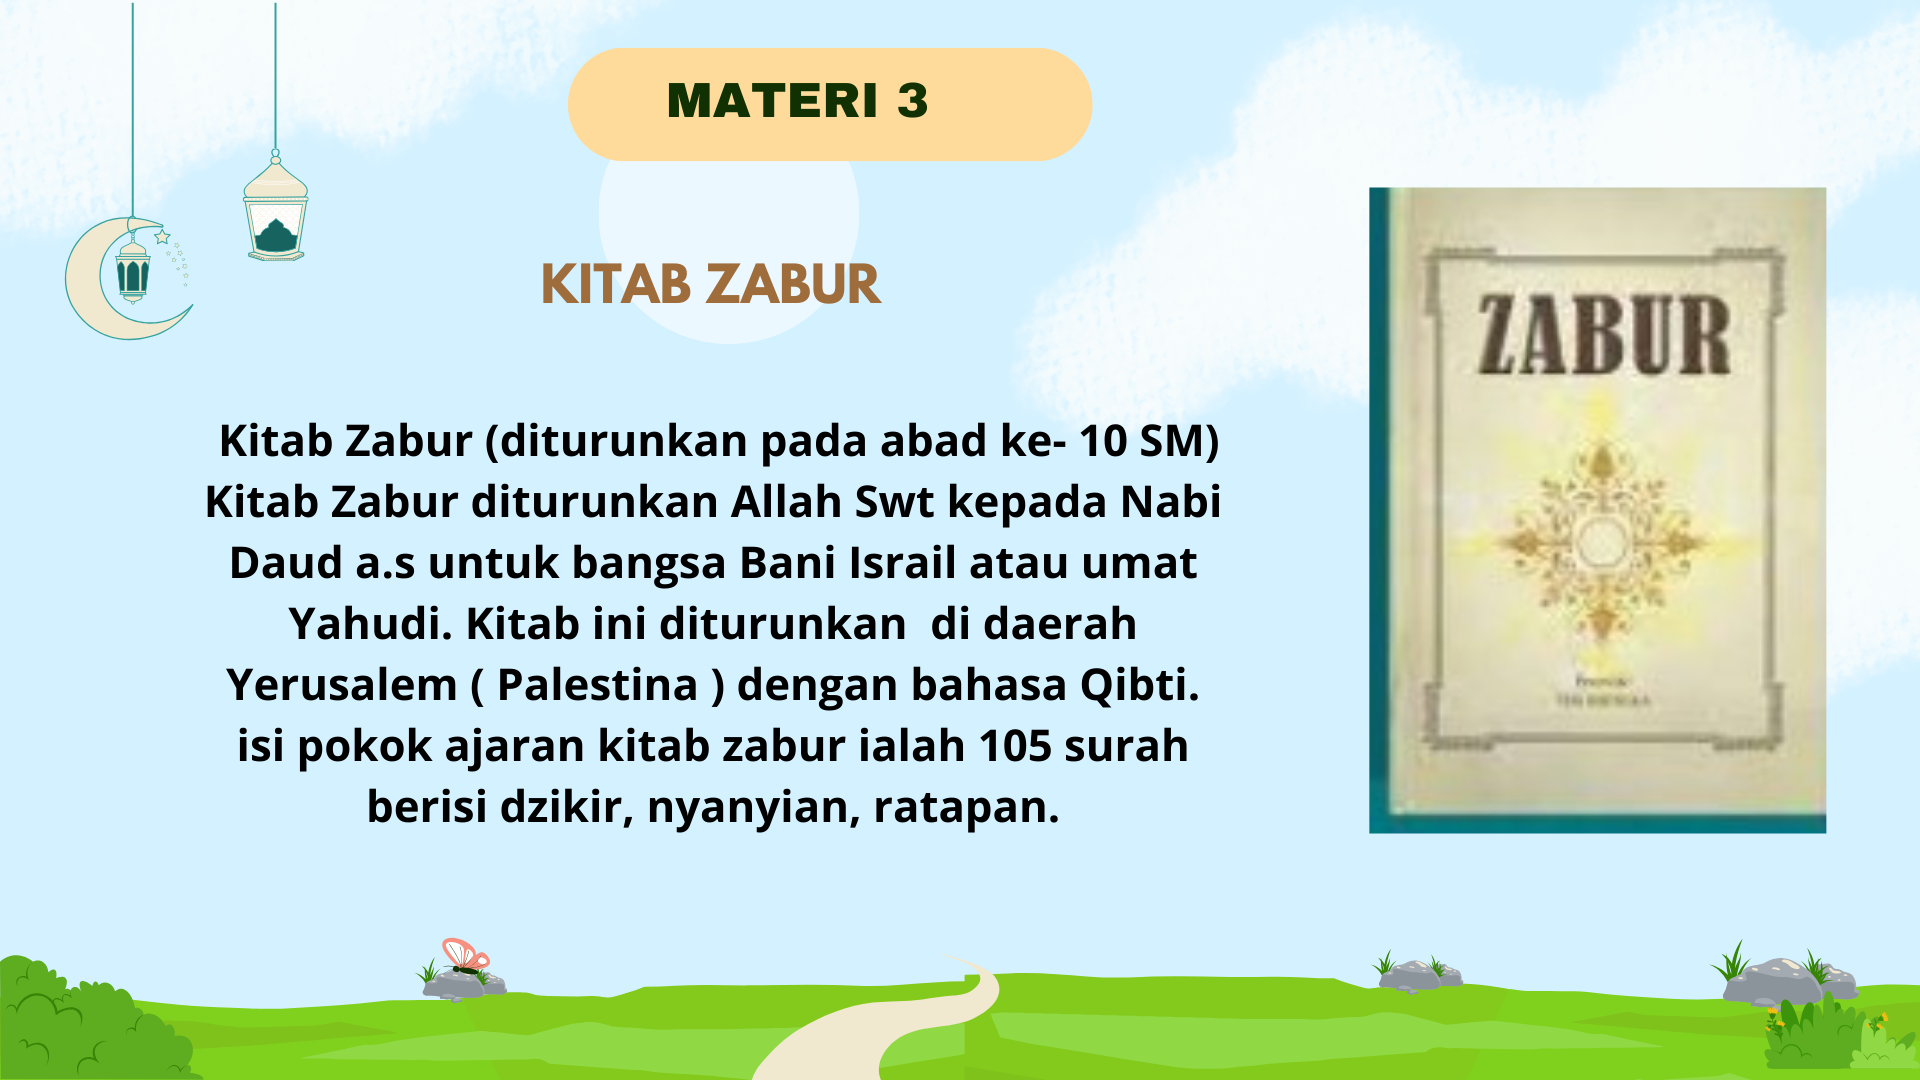 MATERI 3
KITAB ZABUR
Kitab Zabur (diturunkan pada abad ke- 10 SM)
Kitab Zabur diturunkan Allah Swt kepada Nabi
Daud a.s untuk bangsa Bani Israil atau umat
Yahudi. Kitab ini diturunkan  di daerah
Yerusalem ( Palestina ) dengan bahasa Qibti.
isi pokok ajaran kitab zabur ialah 105 surah
berisi dzikir, nyanyian, ratapan.
ZABUR